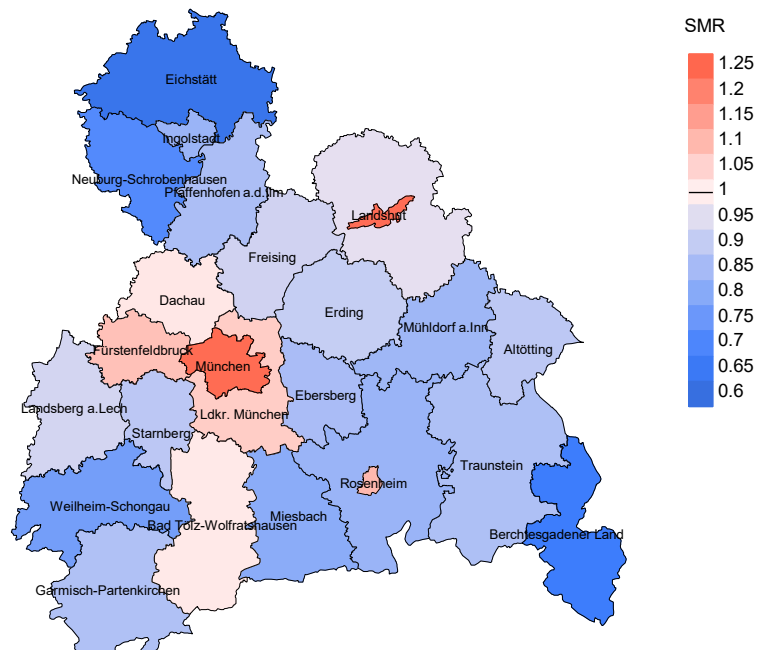 SMR
1.25
1.2
1.15
1.1
1.05
1
0.95
0.9
0.85
0.8
0.75
0.7
0.65
0.6
Eichstätt
Ingolstadt
Neuburg-Schrobenhausen
Pfaffenhofen a.d.Ilm
Landshut
Freising
Dachau
Erding
Mühldorf a.Inn
Altötting
Fürstenfeldbruck
München
Ebersberg
Landsberg a.Lech
Ldkr. München
Starnberg
Traunstein
Rosenheim
Weilheim-Schongau
Miesbach
Bad Tölz-Wolfratshausen
Berchtesgadener Land
Garmisch-Partenkirchen